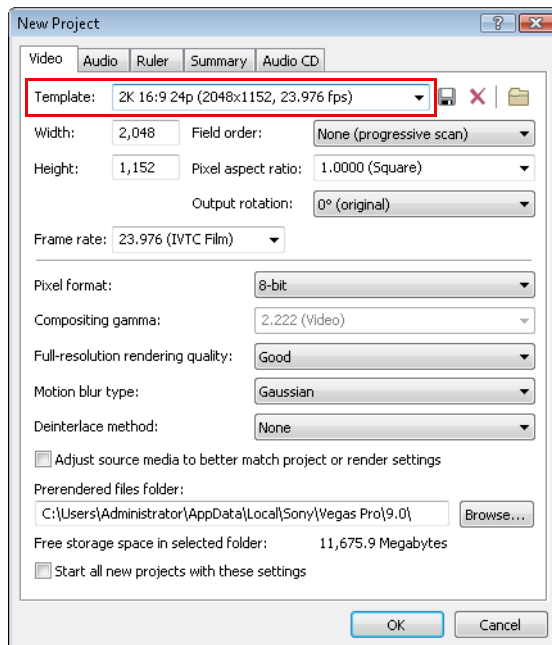 New Project
Video Audio Ruler Summary Audio CD
Template: 2K 16:9 24p (2048x1152, 23.976 fps)
Width: 2,048 Field order: None (progressive scan)
Height: 1,152 Pixel aspect ratio: 1.0000 (Square)
Output rotation: 0° (original)
Frame rate: 23.976 (IVTC Film)
Pixel format: 8-bit
Compositing gamma: 2.222 (Video)
Full-resolution rendering quality: Good
Motion blur type: Gaussian
Deinterlace method: None
Adjust source media to better match project or render settings
Prerendered files folder:
C:\Users\Administrator\AppData\Local\Sony\Vegas Pro\9.0\ Browse...
Free storage space in selected folder: 11,675.9 Megabytes
Start all new projects with these settings
OK Cancel